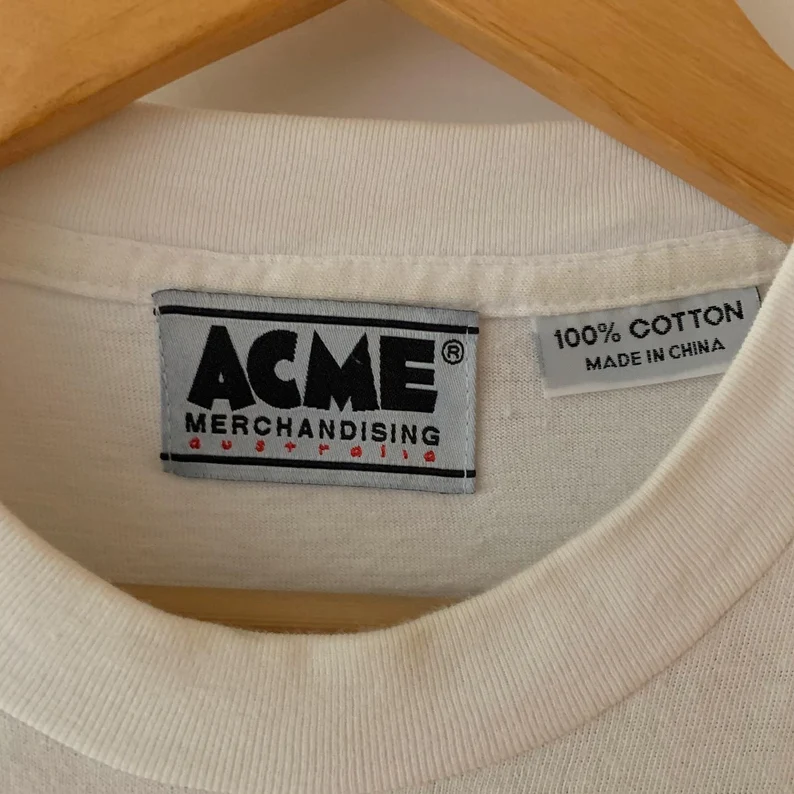 ACME®
MERCHANDISING
australia
100% COTTON
MADE IN CHINA